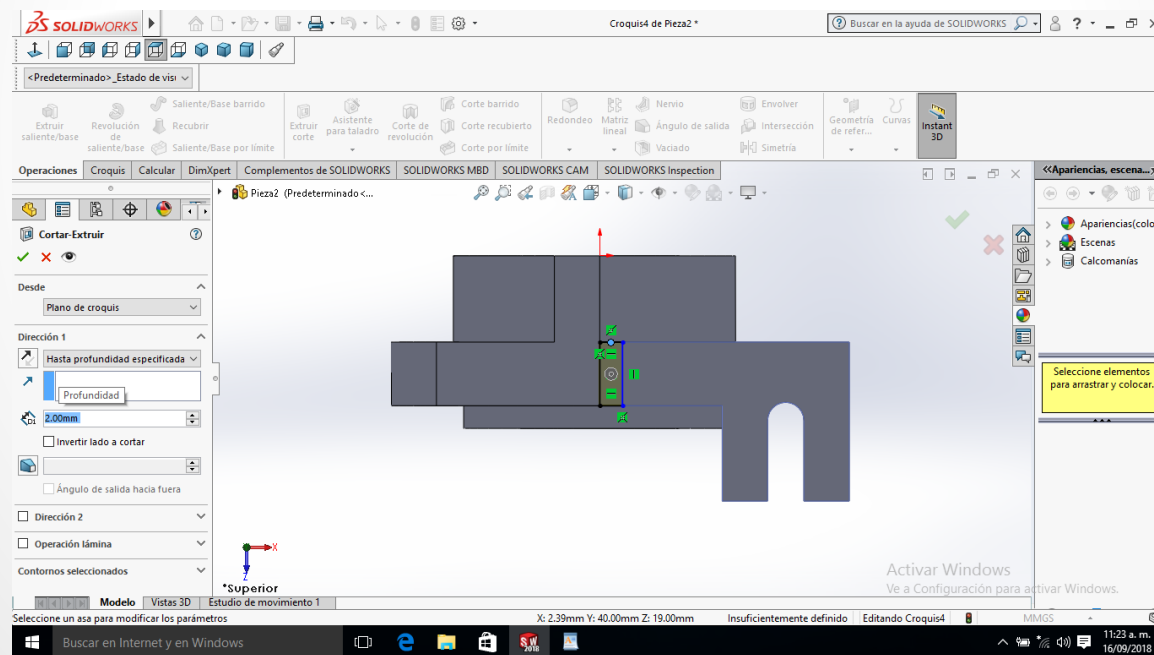 SOLIDWORKS
Croquis4 de Pieza2 *
Buscar en la ayuda de SOLIDWORKS
?
<Predeterminado>_Estado de visu
Extruir saliente/base
Revolución de saliente/base
Saliente/Base barrido
Recubrir
Saliente/Base por límite
Extruir corte
Asistente para taladro
Corte de revolución
Corte barrido
Corte recubierto
Corte por límite
Redondeo
Matriz lineal
Nervio
Ángulo de salida
Vaciado
Envolver
Intersección
Simetría
Geometría de refer...
Curvas
Instant 3D
Operaciones Croquis Calcular DimXpert Complementos de SOLIDWORKS SOLIDWORKS MBD SOLIDWORKS CAM SOLIDWORKS Inspection
Pieza2 (Predeterminado<...
<<Apariencias, escena...
Apariencias(colo
Escenas
Calcomanías
Cortar-Extruir
Desde
Plano de croquis
Dirección 1
Hasta profundidad especificada
Profundidad
D1
2.00mm
Invertir lado a cortar
Ángulo de salida hacia fuera
Dirección 2
Operación lámina
Contornos seleccionados
Seleccione elementos
para arrastrar y colocar.
X
Z
*Superior
Activar Windows
Ve a Configuración para activar Windows.
Modelo Vistas 3D Estudio de movimiento 1
Seleccione un asa para modificar los parámetros
X: 2.39mm Y: 40.00mm Z: 19.00mm Insuficientemente definido Editando Croquis4 MMGS
Buscar en Internet y en Windows
SW
2018
11:23 a. m.
16/09/2018